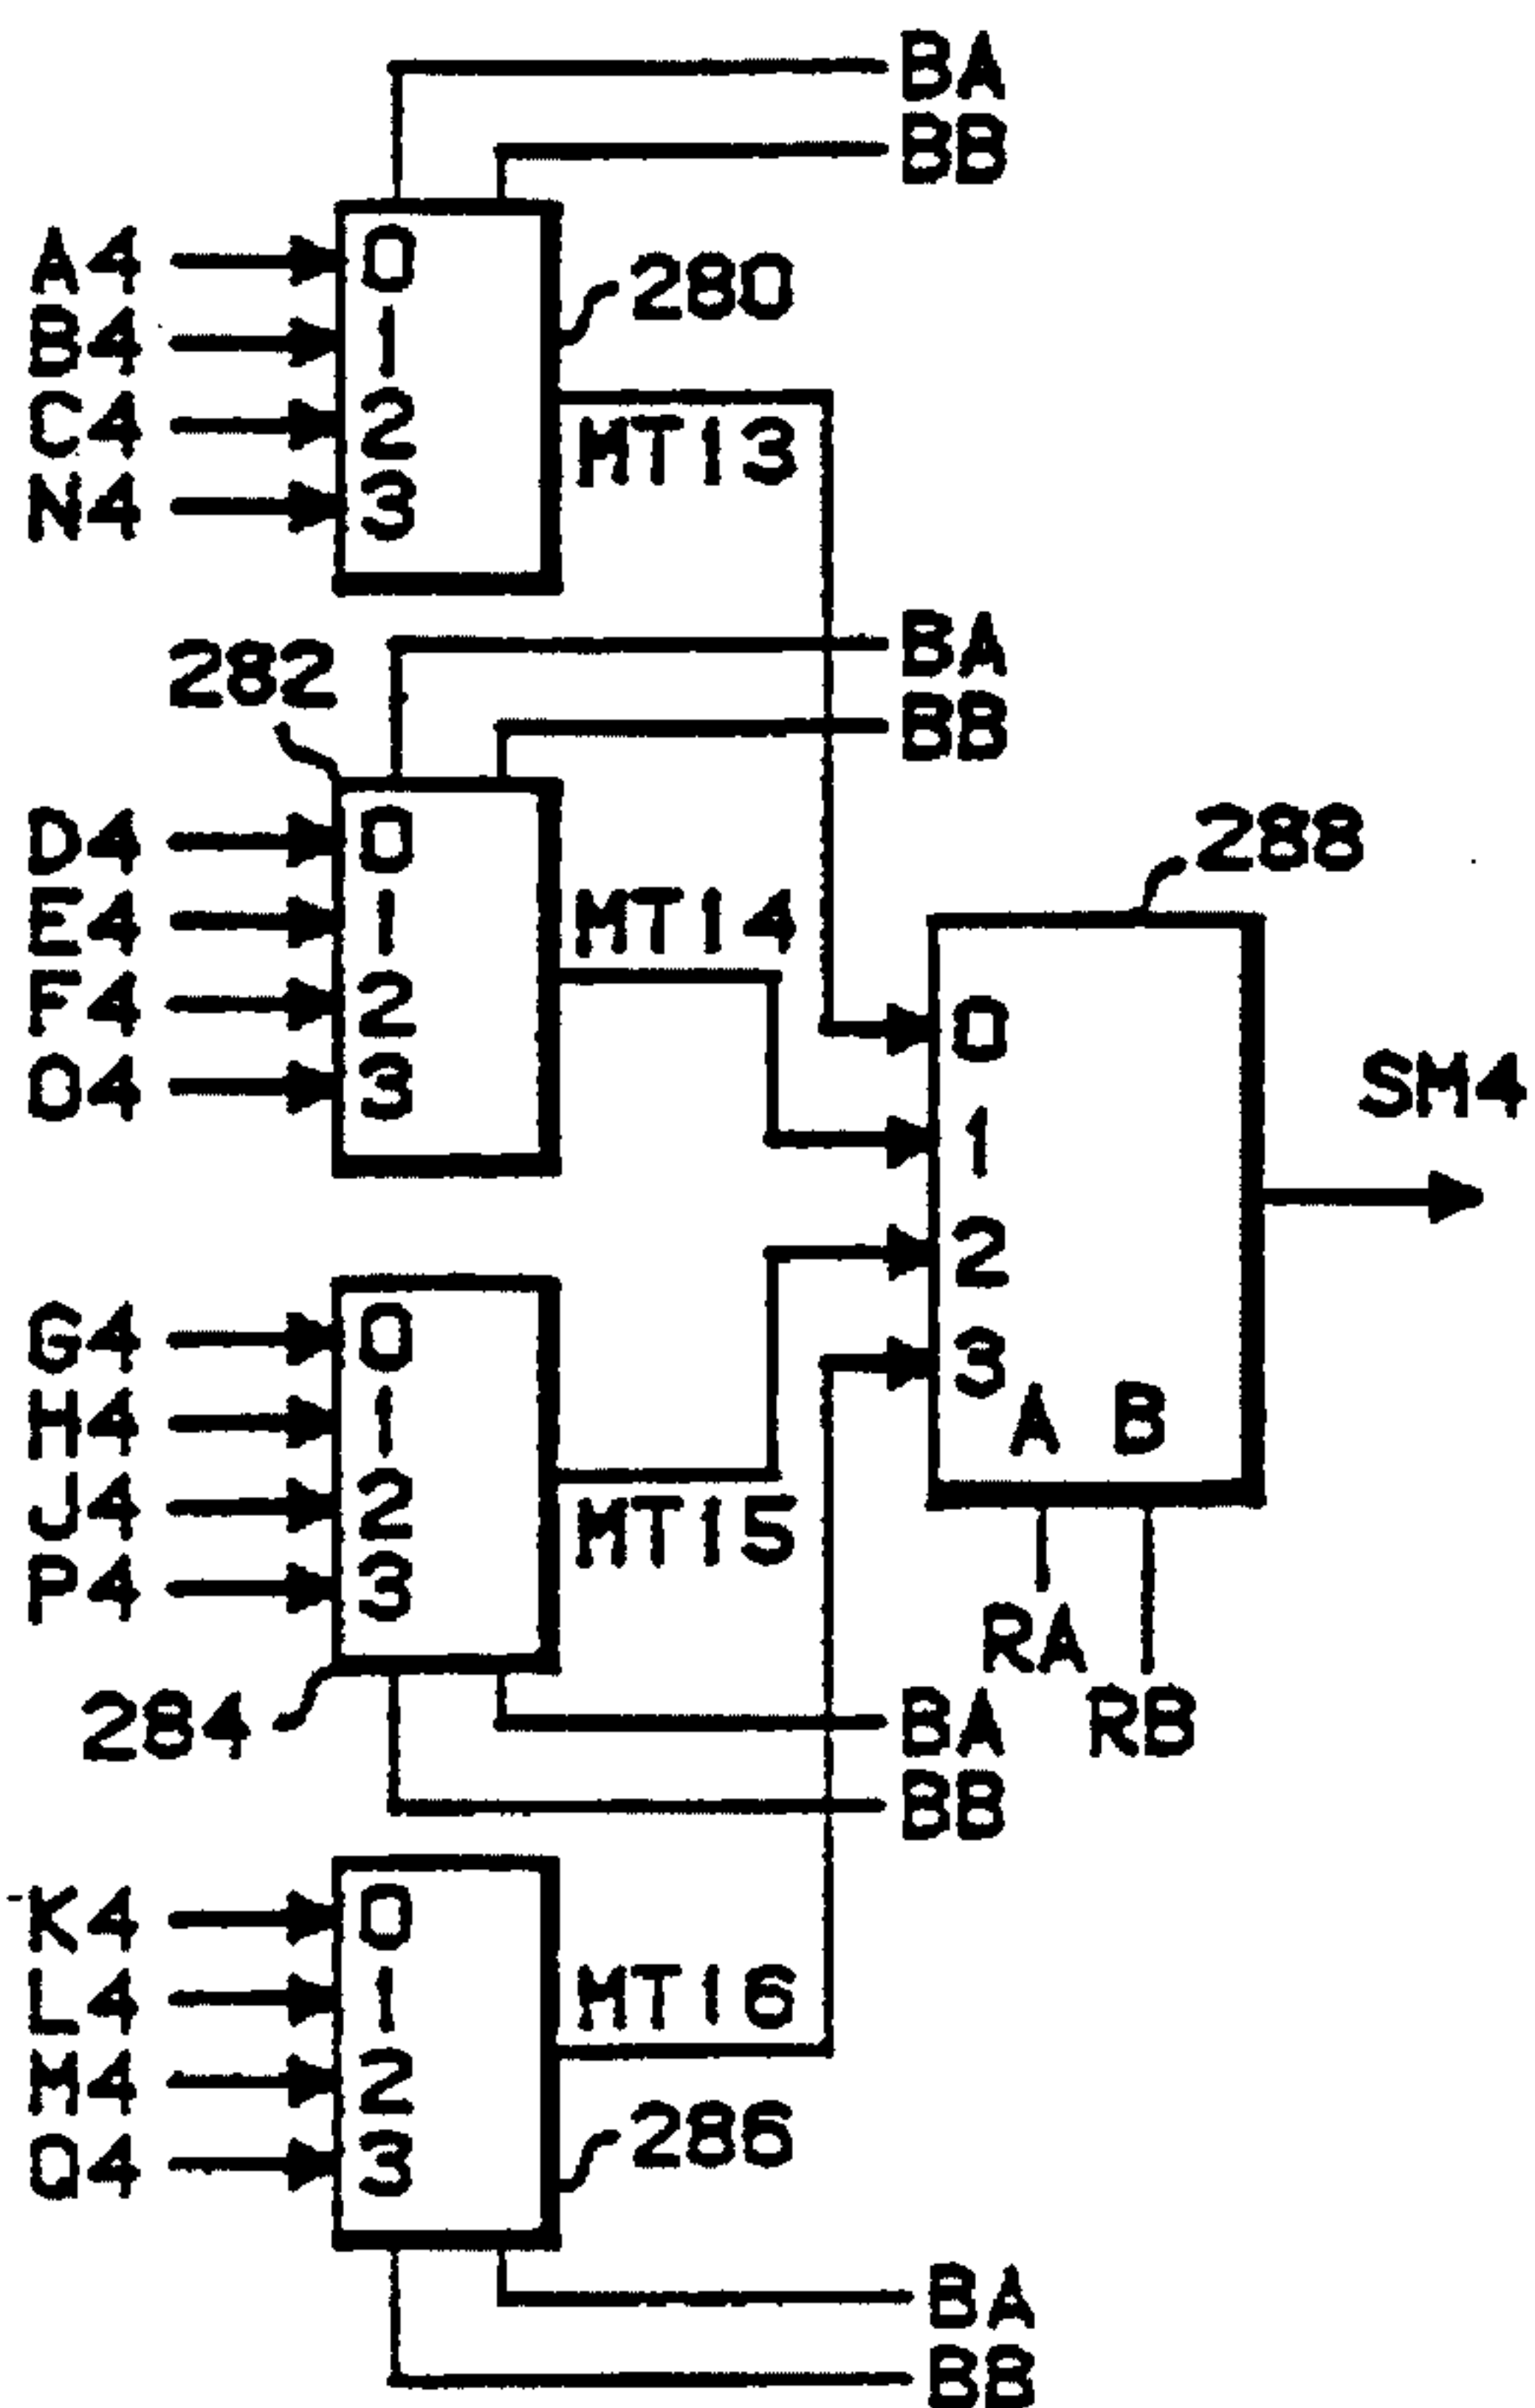 BA
BB
A4 0 280
B4 1
C4 2 MT13
N4 3
282 BA
BB
D4 0 288
E4 1 MT14
F4 2 0
O4 3 1 SM4
G4 0 2
H4 1 3
A B
J4 2 MT15
P4 3 RA
284 BA RB
BB
K4 0
L4 1 MT16
M4 2
Q4 3 286
BA
BB